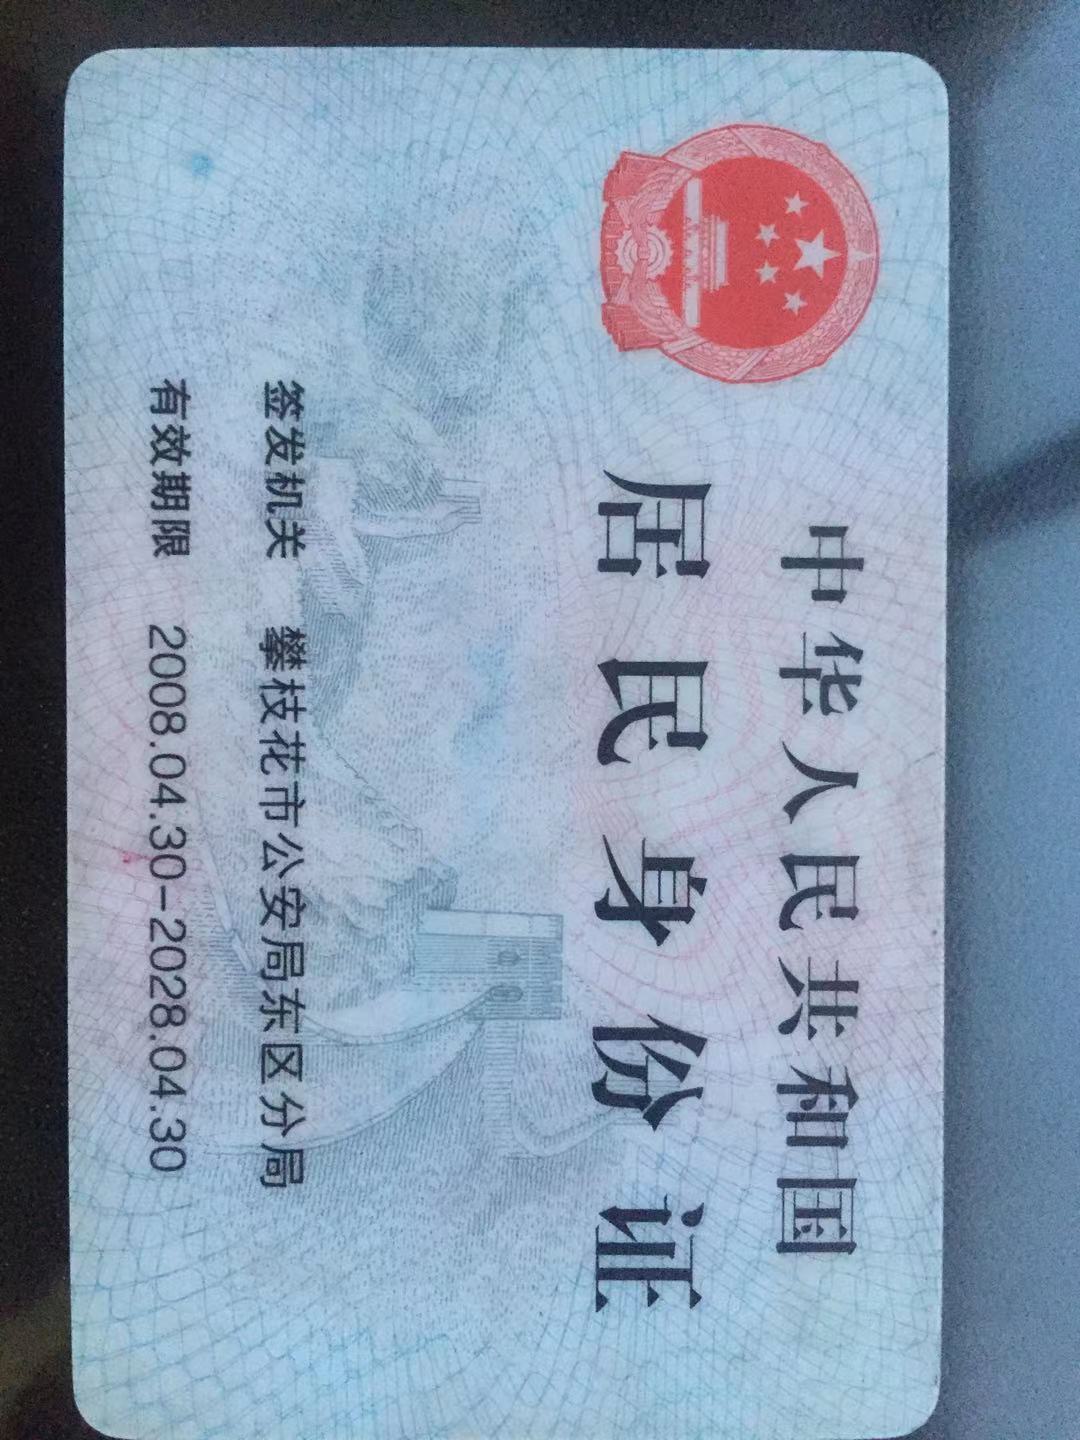 中华人民共和国
居民身份证
签发机关 攀枝花市公安局东区分局
有效期限 2008.04.30-2028.04.30